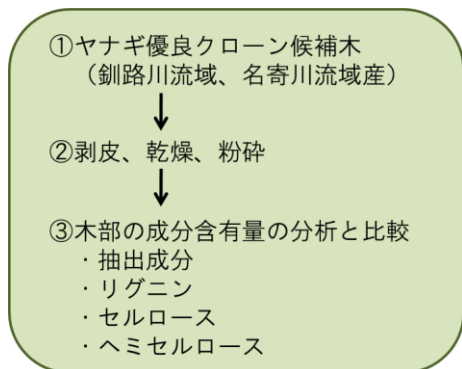 ①ヤナギ優良クローン候補木
（釧路川流域、名寄川流域産）
②剥皮、乾燥、粉砕
③木部の成分含有量の分析と比較
・抽出成分
・リグニン
・セルロース
・ヘミセルロース